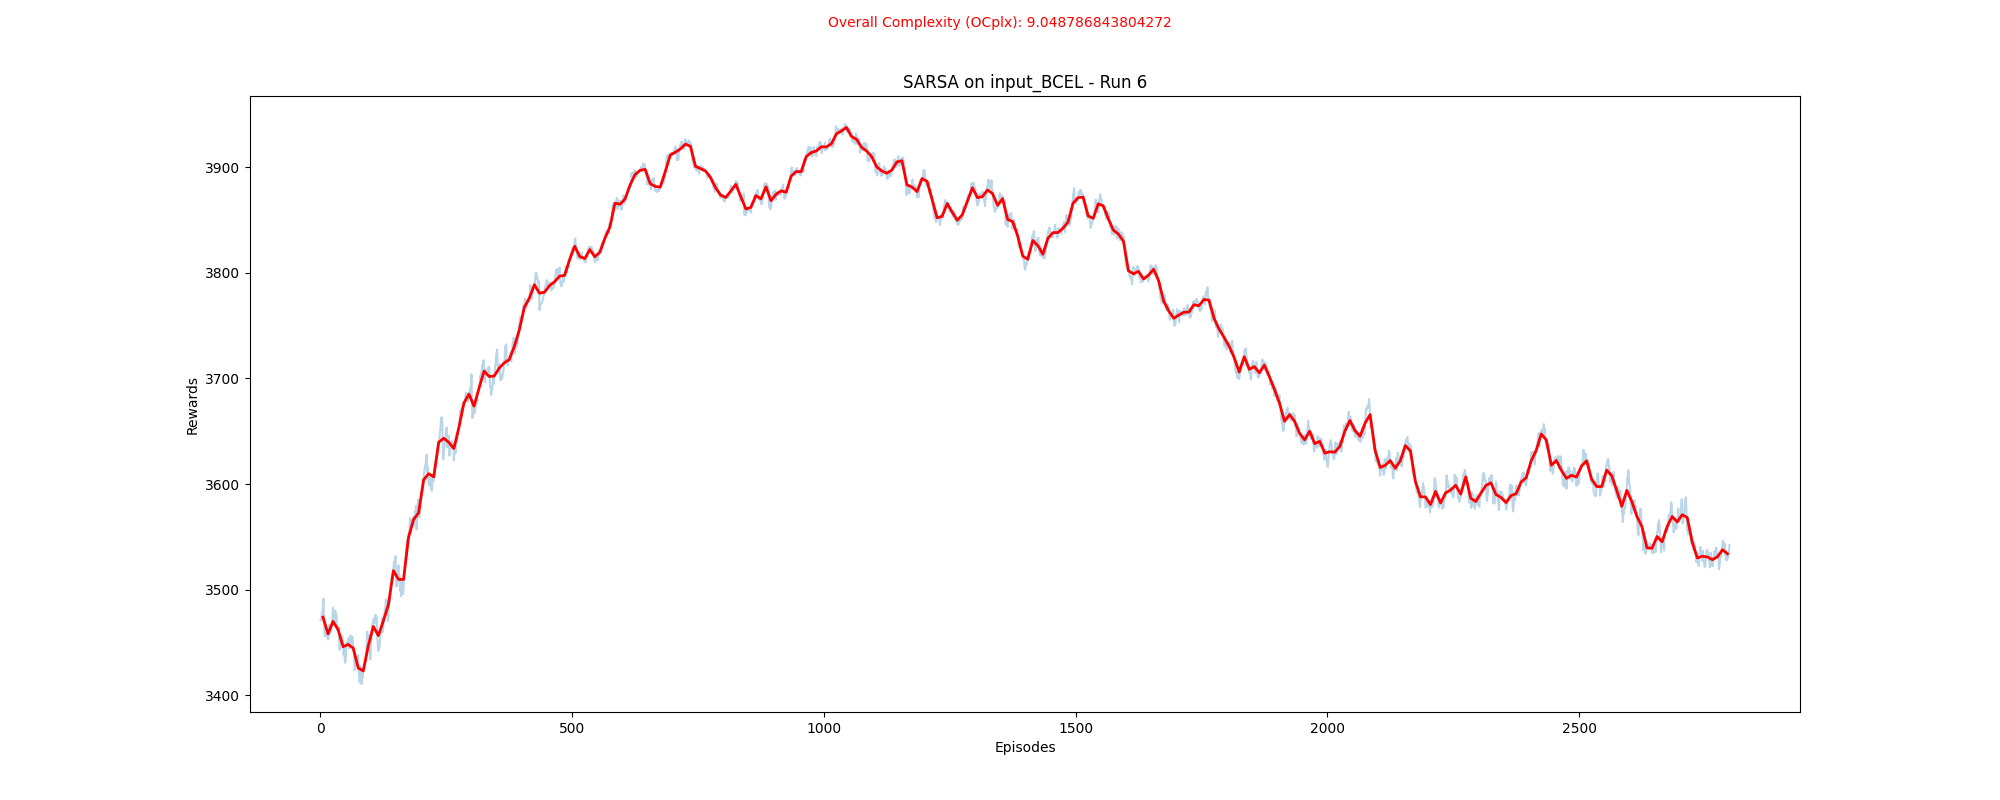 Overall Complexity (OCplx): 9.048786843804272
SARSA on input_BCEL - Run 6
3900
3800
3700
3600
3500
3400
Rewards
0 500 1000 1500 2000 2500
Episodes